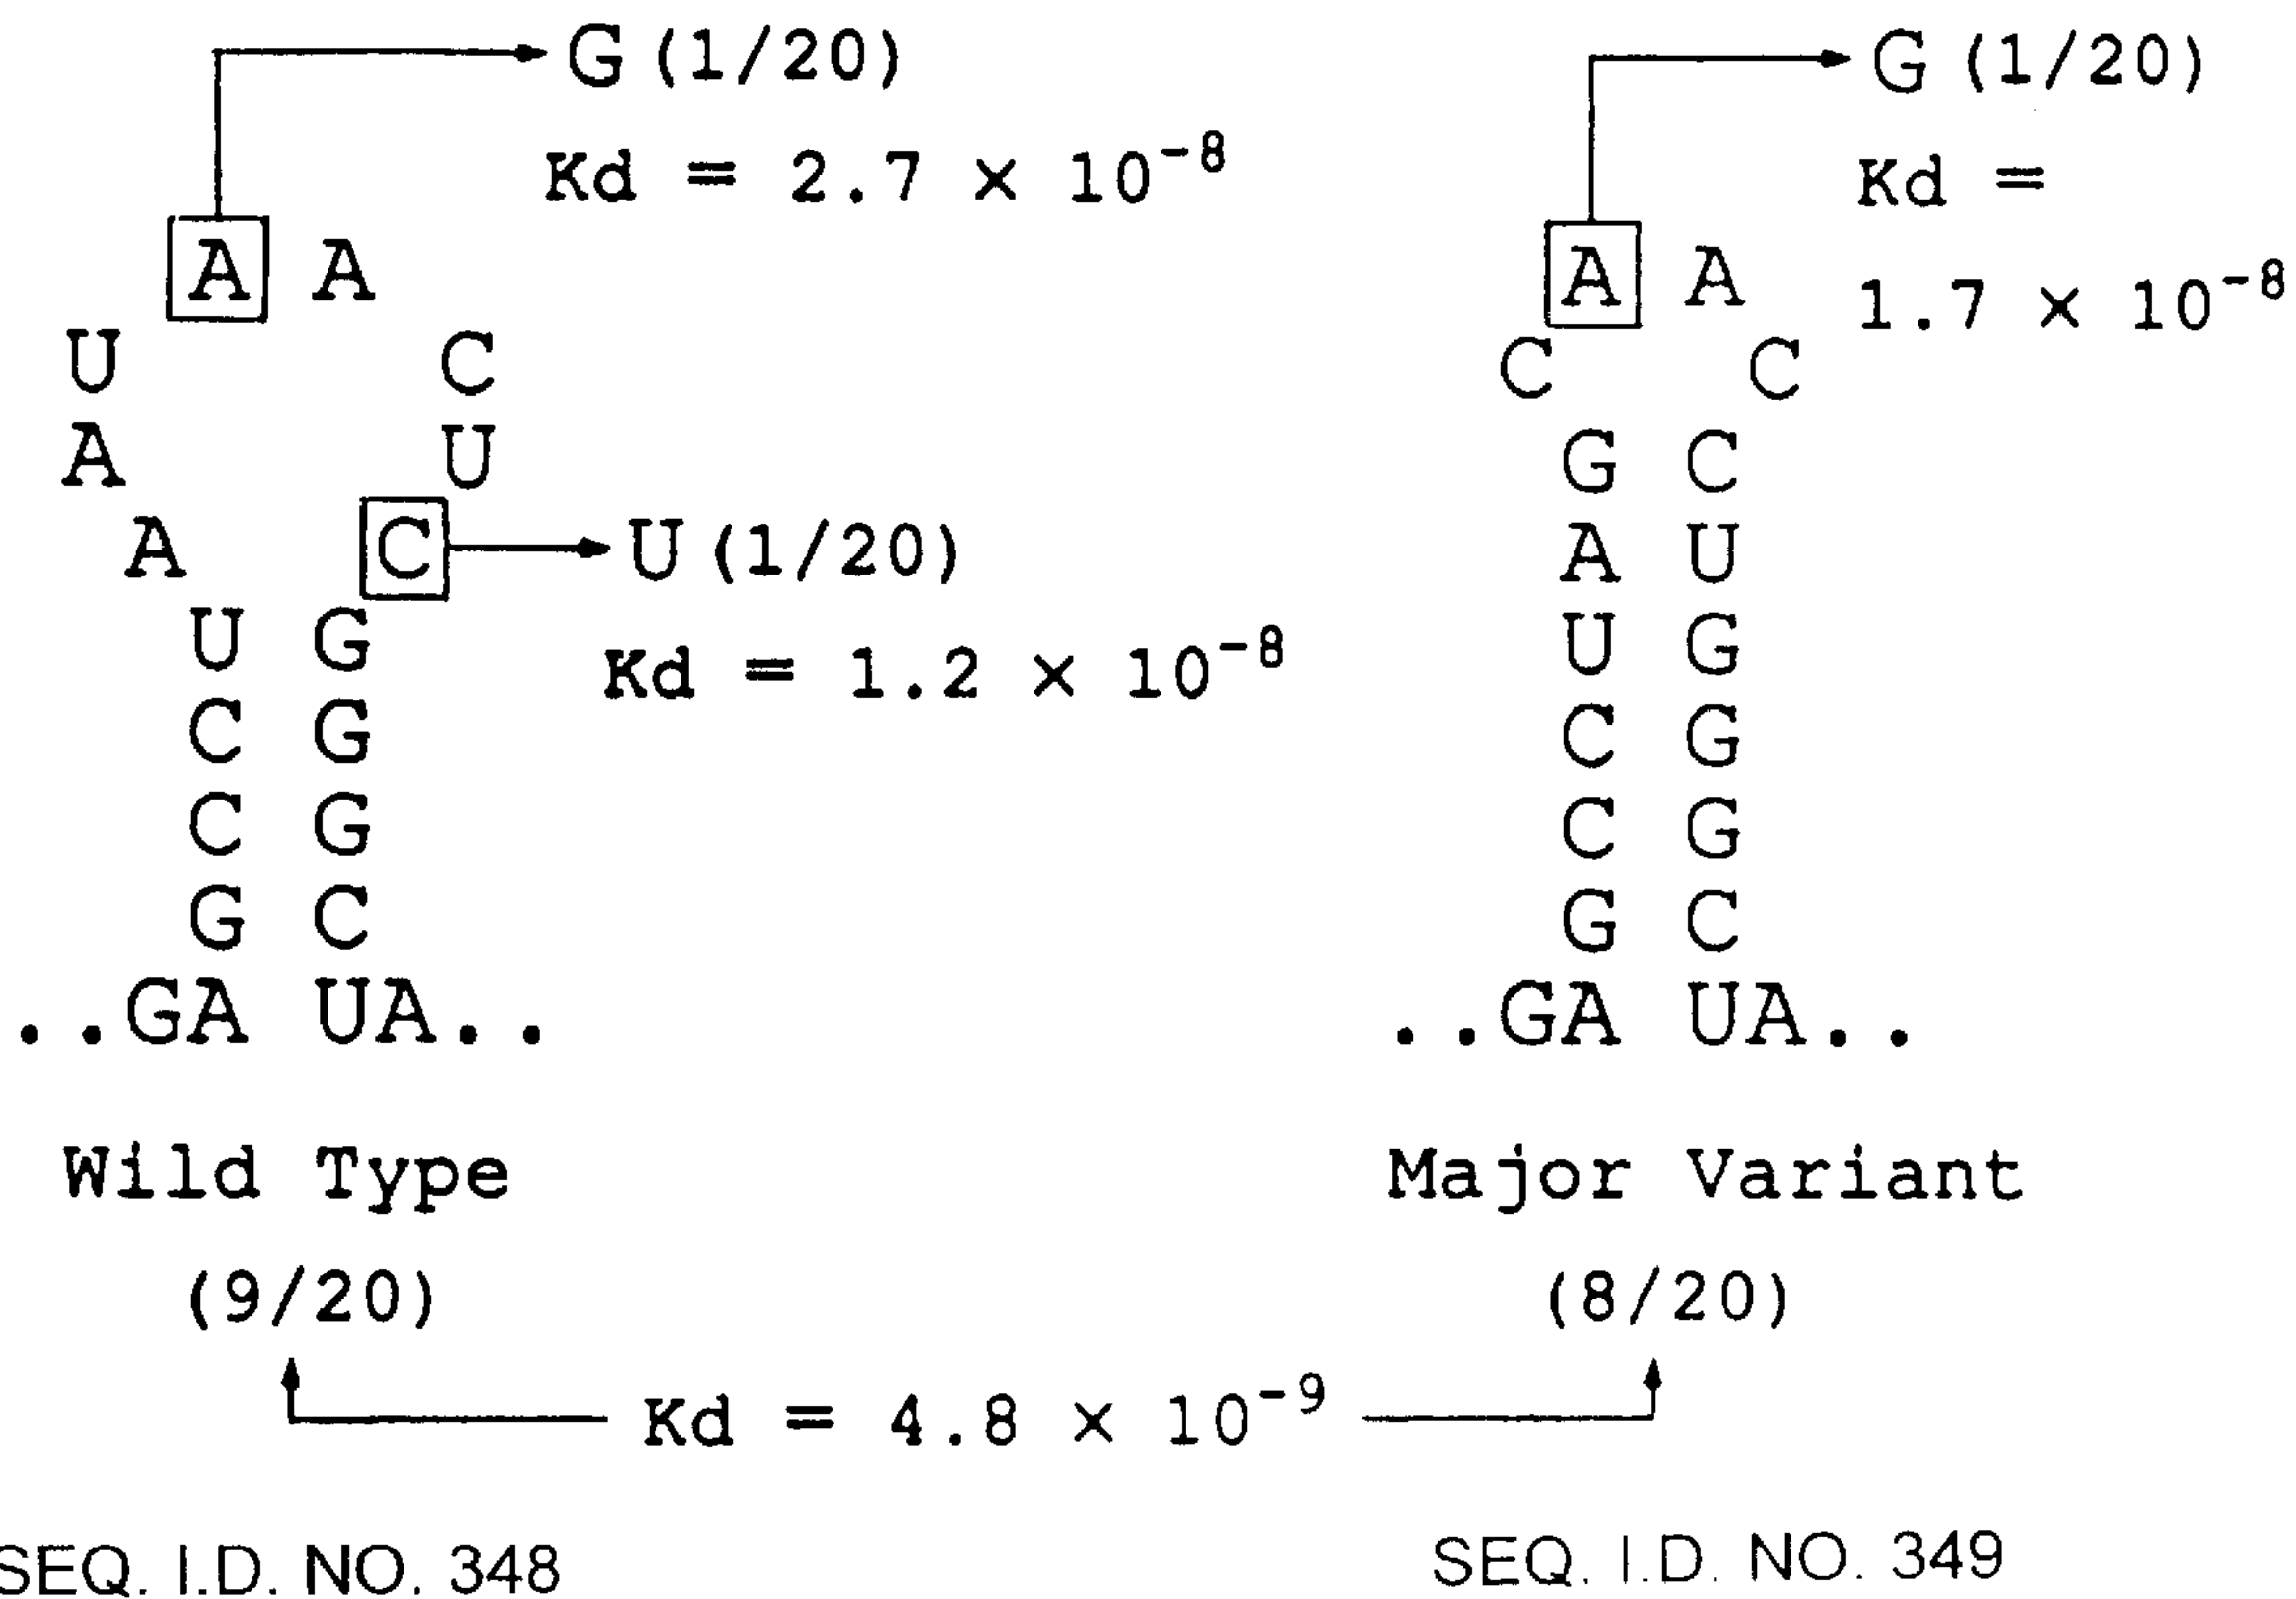 G (1/20) G (1/20)
Kd = 2.7 × 10⁻⁸ Kd =
A A A A 1.7 × 10⁻⁸
U C C C
A U G C
A C U (1/20) A U
U G Kd = 1.2 × 10⁻⁸ U G
C G C G
C G C G
G C G C
..GA UA.. ..GA UA..
Wild Type Major Variant
(9/20) (8/20)
Kd = 4.8 × 10⁻⁹
SEQ. I.D. NO. 348 SEQ. I.D. NO. 349